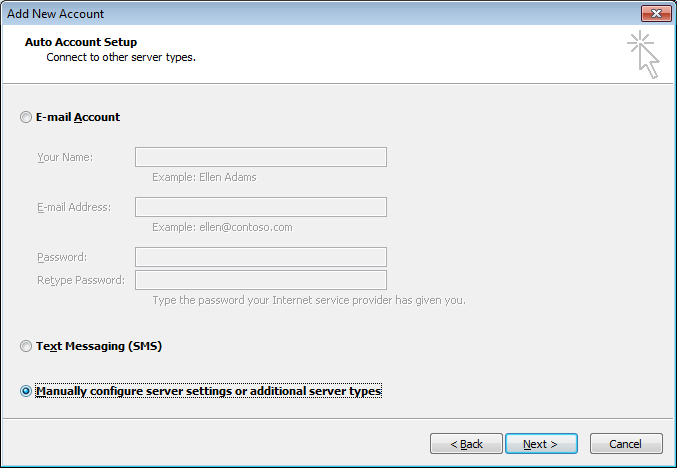 Add New Account
Auto Account Setup
Connect to other server types.
E-mail Account
Your Name:
Example: Ellen Adams
E-mail Address:
Example: ellen@contoso.com
Password:
Retype Password:
Type the password your Internet service provider has given you.
Text Messaging (SMS)
Manually configure server settings or additional server types
< Back Next > Cancel